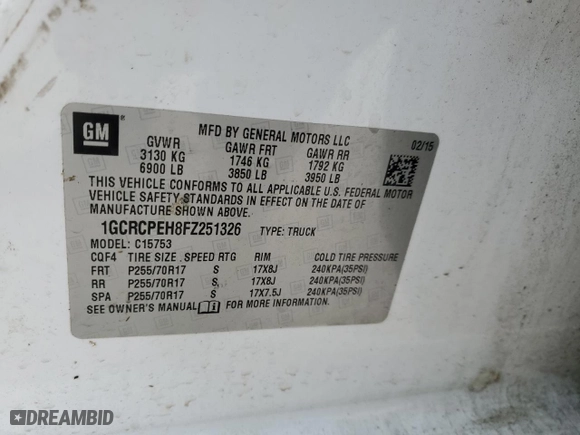 GM
MFD BY GENERAL MOTORS LLC
02/15
GVWR GAWR FRT GAWR RR
3130 KG 1746 KG 1792 KG
6900 LB 3850 LB 3950 LB
THIS VEHICLE CONFORMS TO ALL APPLICABLE U.S. FEDERAL MOTOR
VEHICLE SAFETY STANDARDS IN EFFECT ON THE DATE OF
MANUFACTURE SHOWN ABOVE.
1GCRCPEH8FZ251326 TYPE: TRUCK
MODEL: C15753
CQF4 TIRE SIZE SPEED RTG RIM COLD TIRE PRESSURE
FRT P255/70R17 S 17X8J 240KPA(35PSI)
RR P255/70R17 S 17X8J 240KPA(35PSI)
SPA P255/70R17 S 17X7.5J 240KPA(35PSI)
SEE OWNER'S MANUAL FOR MORE INFORMATION.
DREAMBID